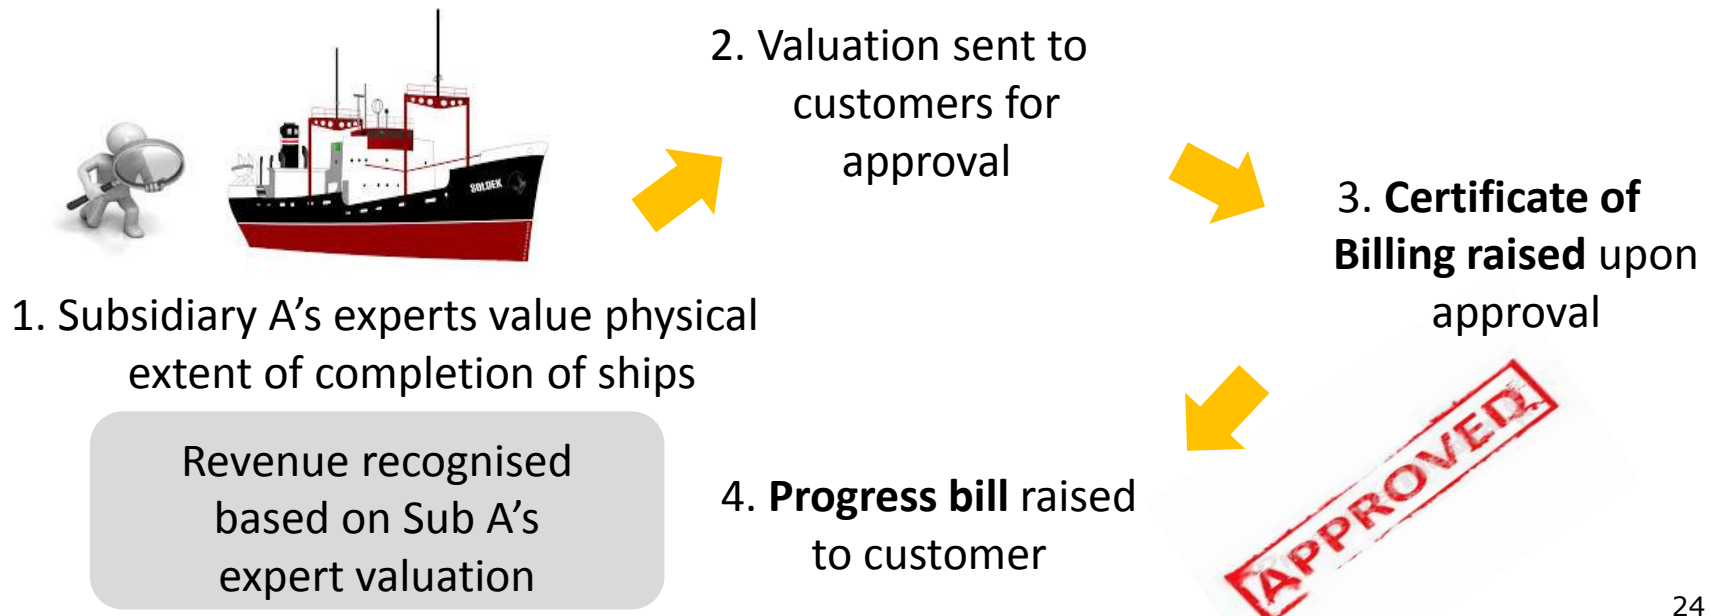 SOLDEK
1. Subsidiary A's experts value physical
extent of completion of ships
Revenue recognised
based on Sub A's
expert valuation
2. Valuation sent to
customers for
approval
3. Certificate of
Billing raised upon
approval
APPROVED
4. Progress bill raised
to customer
24